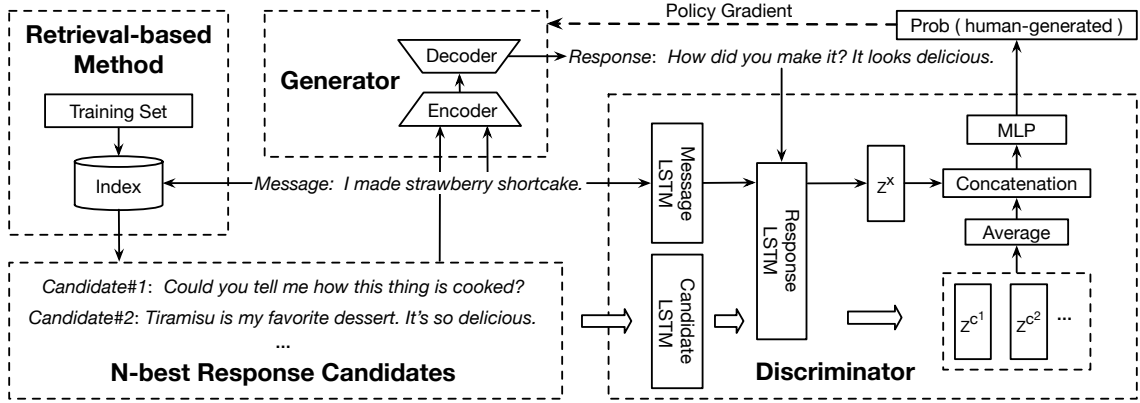 Retrieval-based
Method
Training Set
Index
Generator
Decoder
Encoder
Policy Gradient
Prob ( human-generated )
Response: How did you make it? It looks delicious.
Message: I made strawberry shortcake.
Candidate#1: Could you tell me how this thing is cooked?
Candidate#2: Tiramisu is my favorite dessert. It's so delicious.
...
N-best Response Candidates
Message
LSTM
Candidate
LSTM
Response
LSTM
z^x
MLP
Concatenation
Average
z^c^1
z^c^2
...
Discriminator